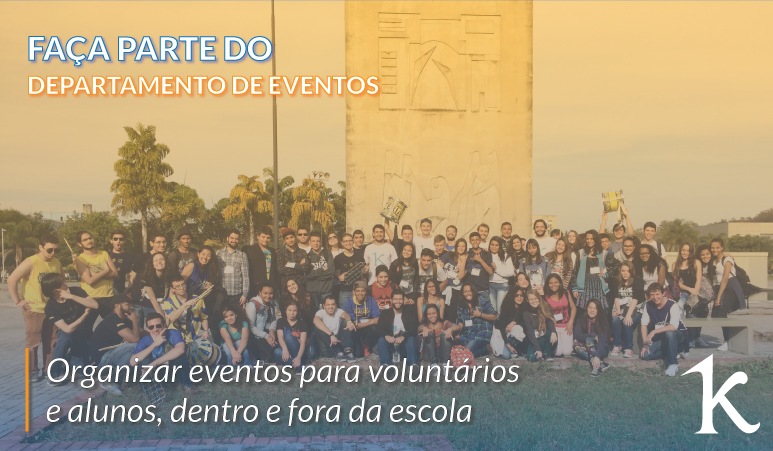 FAÇA PARTE DO
DEPARTAMENTO DE EVENTOS
Organizar eventos para voluntários
e alunos, dentro e fora da escola
k